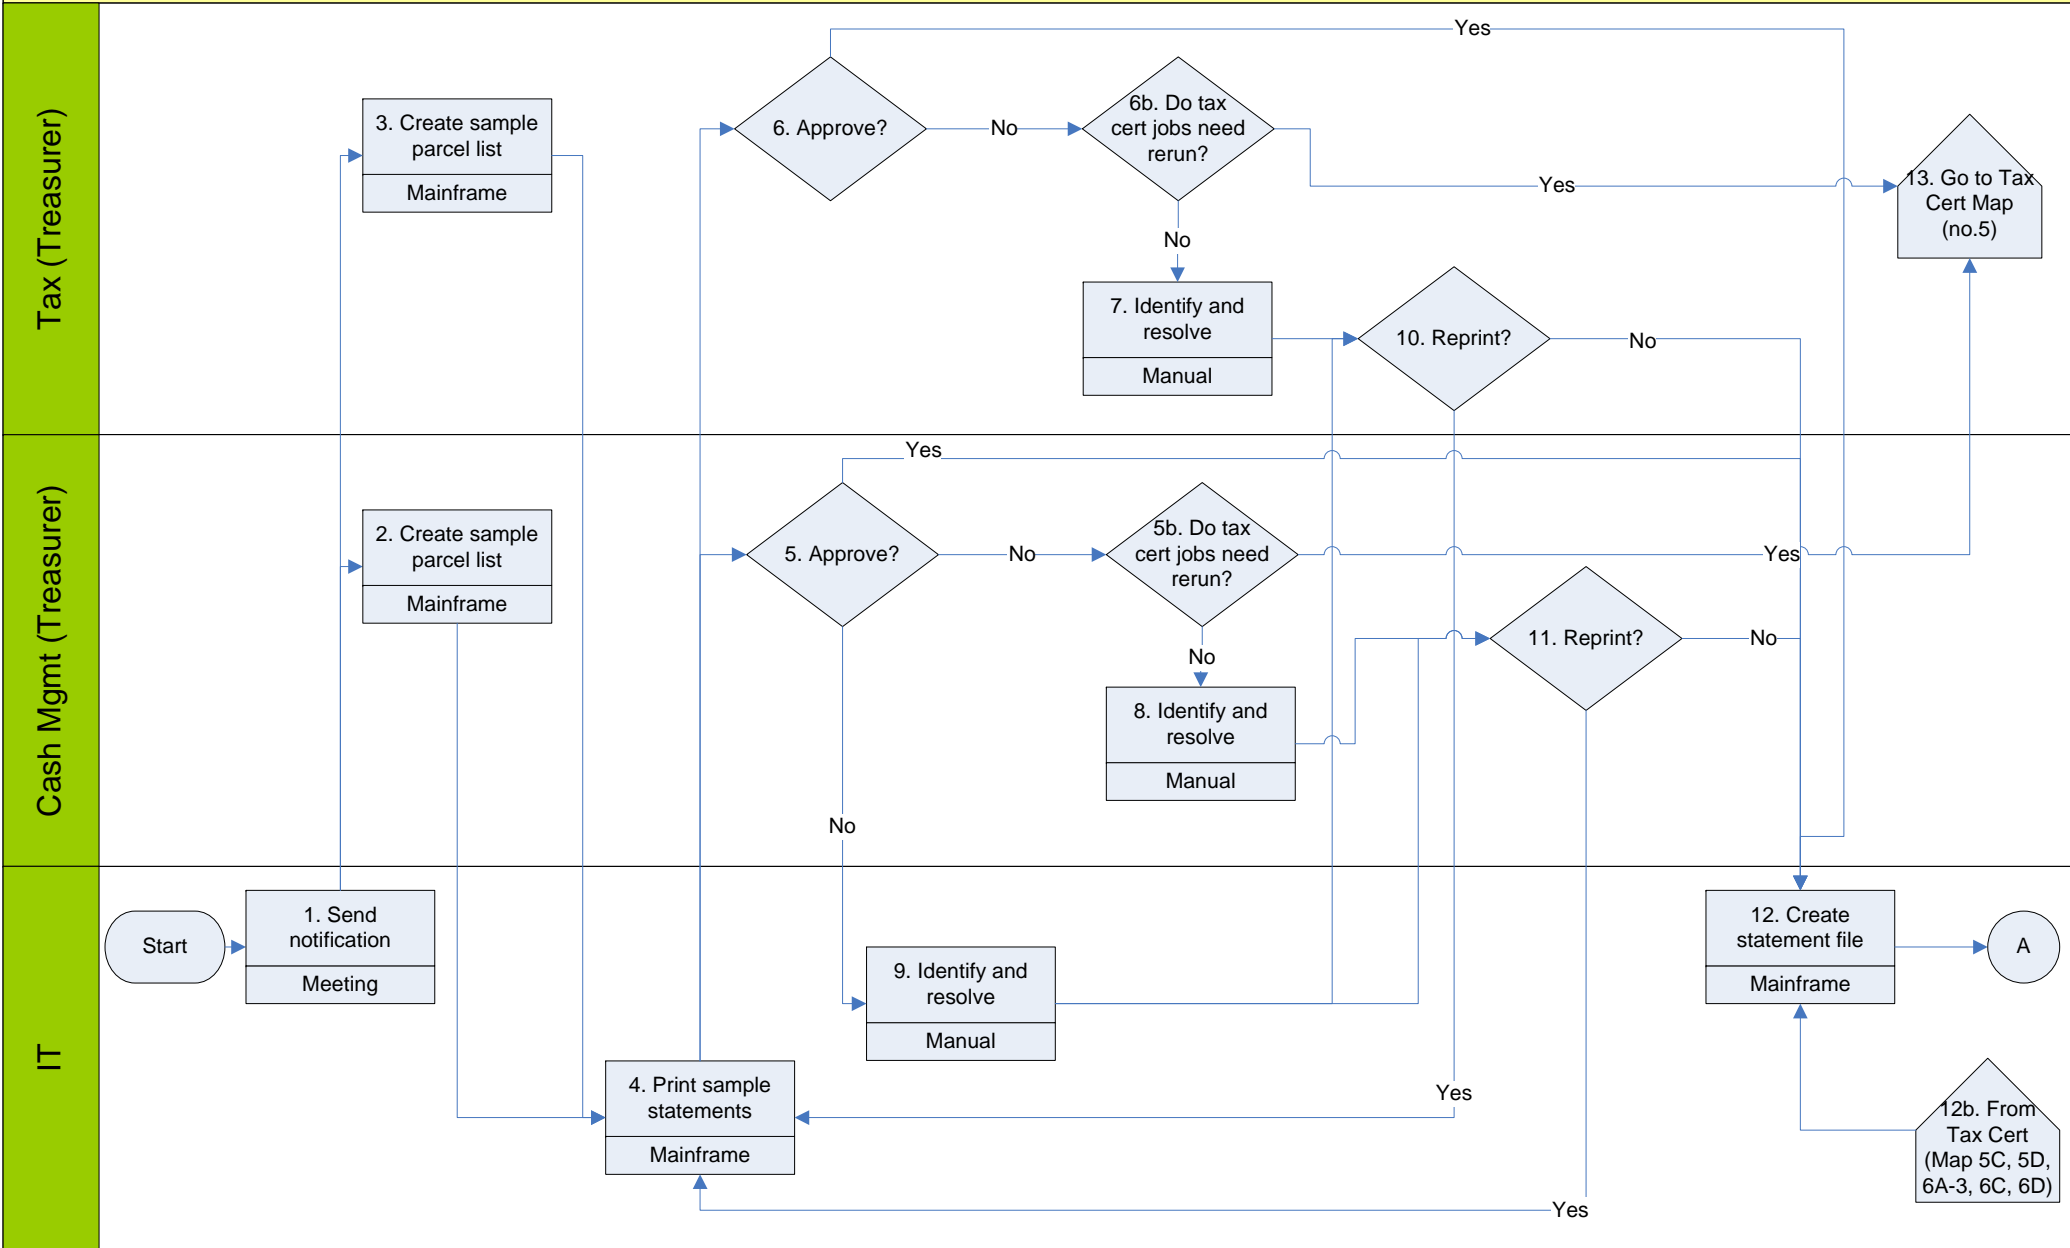 Tax (Treasurer)
Yes
3. Create sample
parcel list
Mainframe
6. Approve?
No
6b. Do tax
cert jobs need
rerun?
Yes
13. Go to Tax
Cert Map
(no.5)
No
7. Identify and
resolve
Manual
10. Reprint?
No
Cash Mgmt (Treasurer)
Yes
2. Create sample
parcel list
Mainframe
5. Approve?
No
5b. Do tax
cert jobs need
rerun?
Yes
No
11. Reprint?
No
8. Identify and
resolve
Manual
No
IT
Start
1. Send
notification
Meeting
9. Identify and
resolve
Manual
12. Create
statement file
Mainframe
A
4. Print sample
statements
Mainframe
Yes
12b. From
Tax Cert
(Map 5C, 5D,
6A-3, 6C, 6D)
Yes